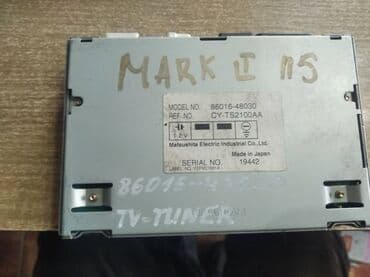 MARK II 115
MODEL NO. 86016-48030
REF NO. CY-TS2100AA
Matsushita Electric Industrial Co.,Ltd.
Made in Japan
SERIAL NO. 19442
TV-TUNER